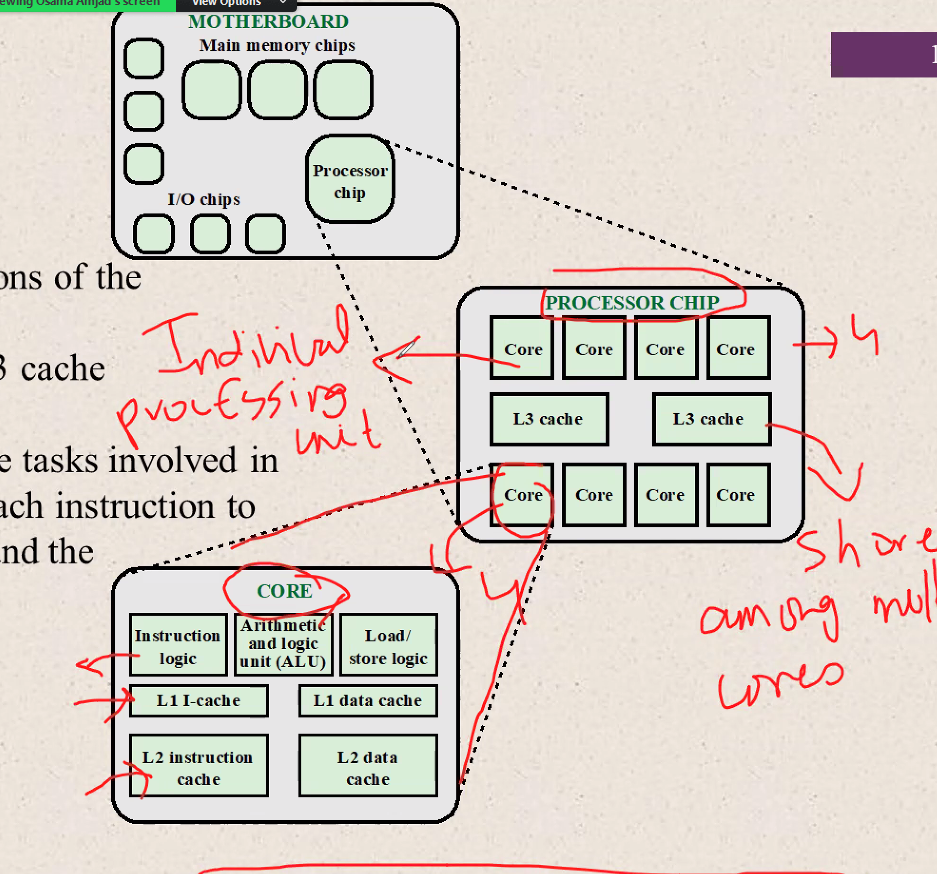 ewing Osama Amjad's screen
View Options
MOTHERBOARD
Main memory chips
Processor
chip
I/O chips
ons of the
3 cache
e tasks involved in
ach instruction to
and the
Indivival
processing
unit
PROCESSOR CHIP
Core Core Core Core
4
L3 cache L3 cache
Core Core Core Core
4
share
among mul
cores
CORE
Instruction
logic
Arithmetic
and logic
unit (ALU)
Load/
store logic
L1 I-cache L1 data cache
L2 instruction
cache
L2 data
cache